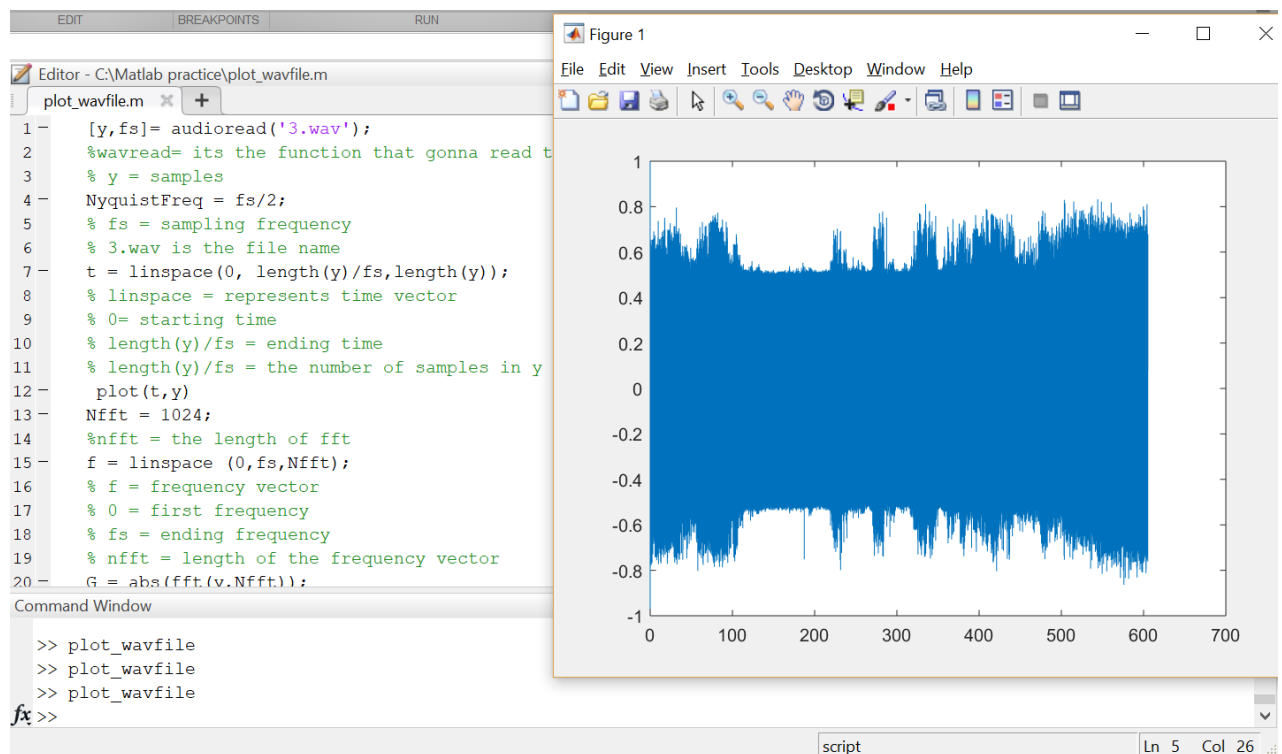 EDIT BREAKPOINTS RUN
Editor - C:\Matlab practice\plot_wavfile.m
plot_wavfile.m
1 [y,fs]= audioread('3.wav');
2 %wavread= its the function that gonna read t
3 % y = samples
4 NyquistFreq = fs/2;
5 % fs = sampling frequency
6 % 3.wav is the file name
7 t = linspace(0, length(y)/fs,length(y));
8 % linspace = represents time vector
9 % 0= starting time
10 % length(y)/fs = ending time
11 % length(y)/fs = the number of samples in y
12 plot(t,y)
13 Nfft = 1024;
14 %nfft = the length of fft
15 f = linspace (0,fs,Nfft);
16 % f = frequency vector
17 % 0 = first frequency
18 % fs = ending frequency
19 % nfft = length of the frequency vector
20 G = abs(fft(y,Nfft));
Command Window
>> plot_wavfile
>> plot_wavfile
>> plot_wavfile
fx >>
Figure 1
File Edit View Insert Tools Desktop Window Help
1
0.8
0.6
0.4
0.2
0
-0.2
-0.4
-0.6
-0.8
-1
0 100 200 300 400 500 600 700
script Ln 5 Col 26